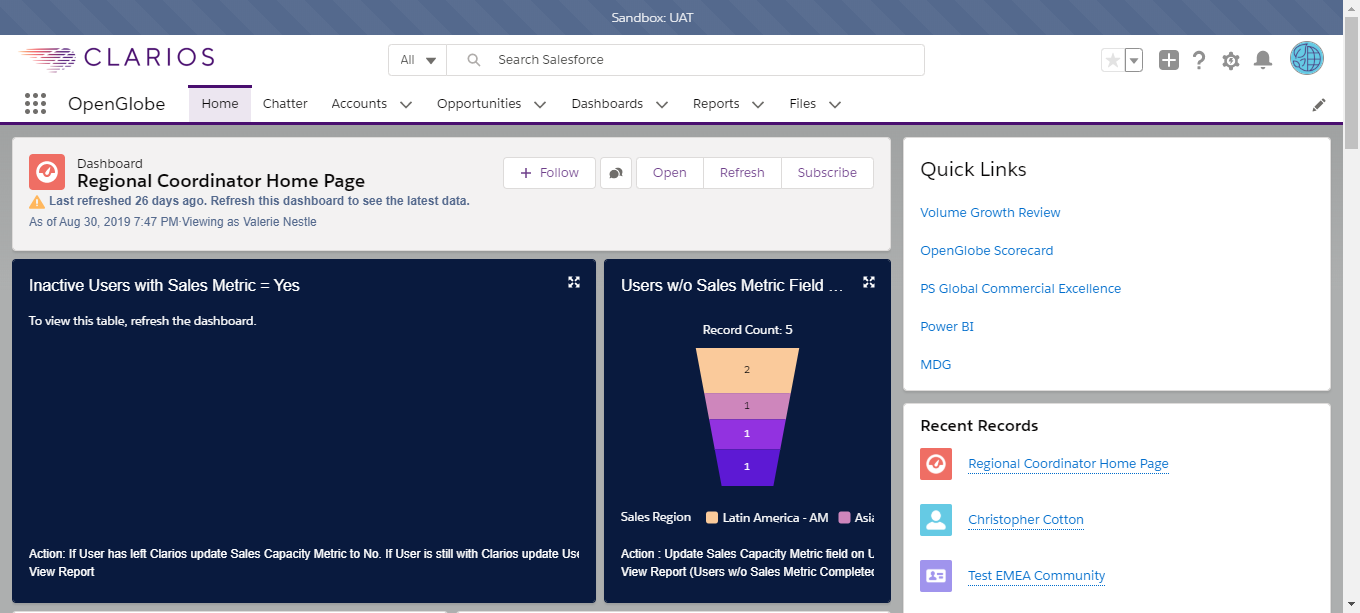 Sandbox: UAT
CLARIOS
All
Search Salesforce
OpenGlobe
Home
Chatter
Accounts
Opportunities
Dashboards
Reports
Files
Dashboard
Regional Coordinator Home Page
Follow
Open
Refresh
Subscribe
Last refreshed 26 days ago. Refresh this dashboard to see the latest data.
As of Aug 30, 2019 7:47 PM·Viewing as Valerie Nestle
Inactive Users with Sales Metric = Yes
To view this table, refresh the dashboard.
Action: If User has left Clarios update Sales Capacity Metric to No. If User is still with Clarios update Use
View Report
Users w/o Sales Metric Field ...
Record Count: 5
2
1
1
1
Sales Region
Latin America - AM
Asia
Action : Update Sales Capacity Metric field on U
View Report (Users w/o Sales Metric Completed
Quick Links
Volume Growth Review
OpenGlobe Scorecard
PS Global Commercial Excellence
Power BI
MDG
Recent Records
Regional Coordinator Home Page
Christopher Cotton
Test EMEA Community